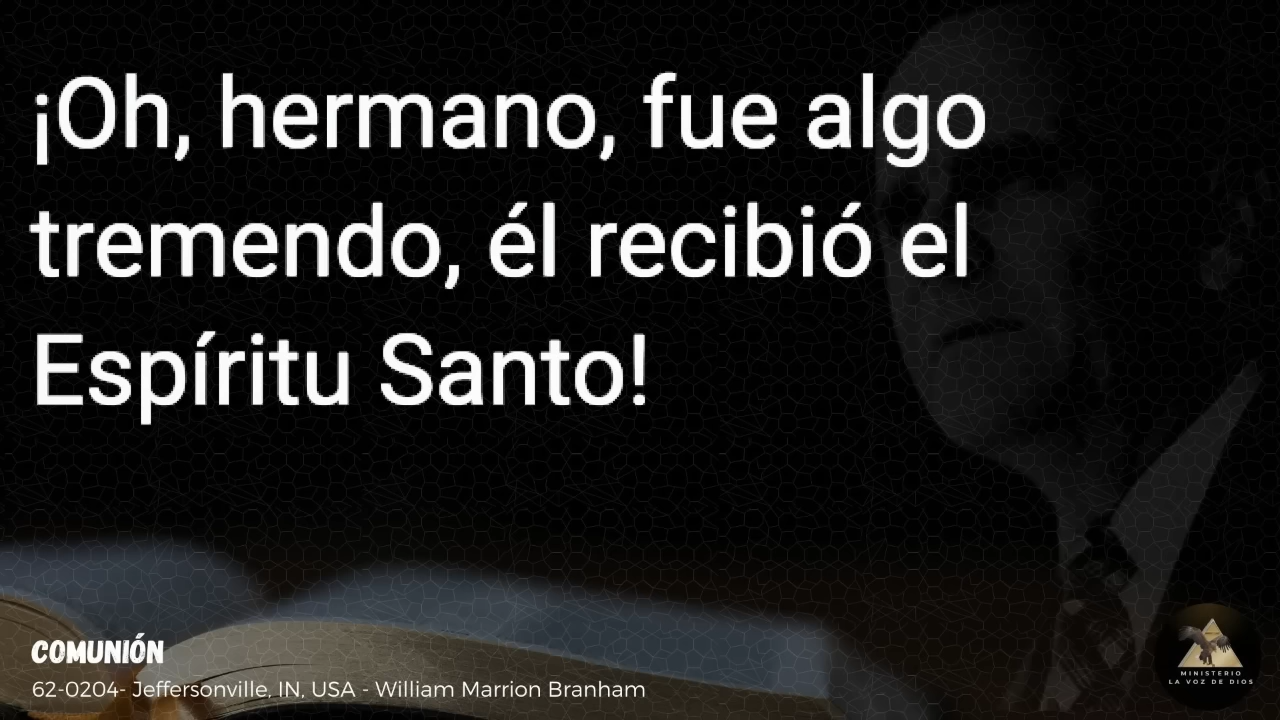 ¡Oh, hermano, fue algo
tremendo, él recibió el
Espíritu Santo!
COMUNIÓN
62-0204- Jeffersonville, IN, USA - William Marrion Branham
MINISTERIO
LA VOZ DE DIOS